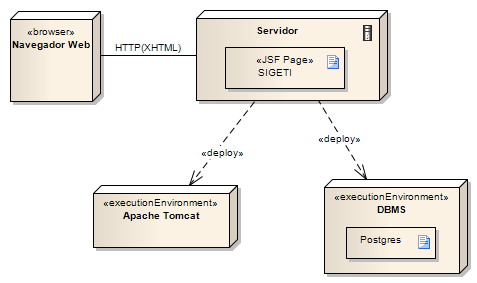 «browser»
Navegador Web
HTTP(XHTML)
Servidor
«JSF Page»
SIGETI
«deploy»
«deploy»
«executionEnvironment»
Apache Tomcat
«executionEnvironment»
DBMS
Postgres